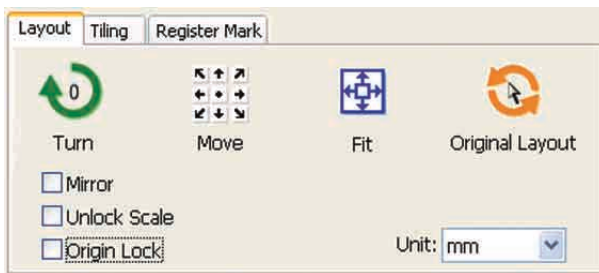 Layout Tiling Register Mark
0
Turn Move Fit Original Layout
Mirror
Unlock Scale
Origin Lock
Unit: mm